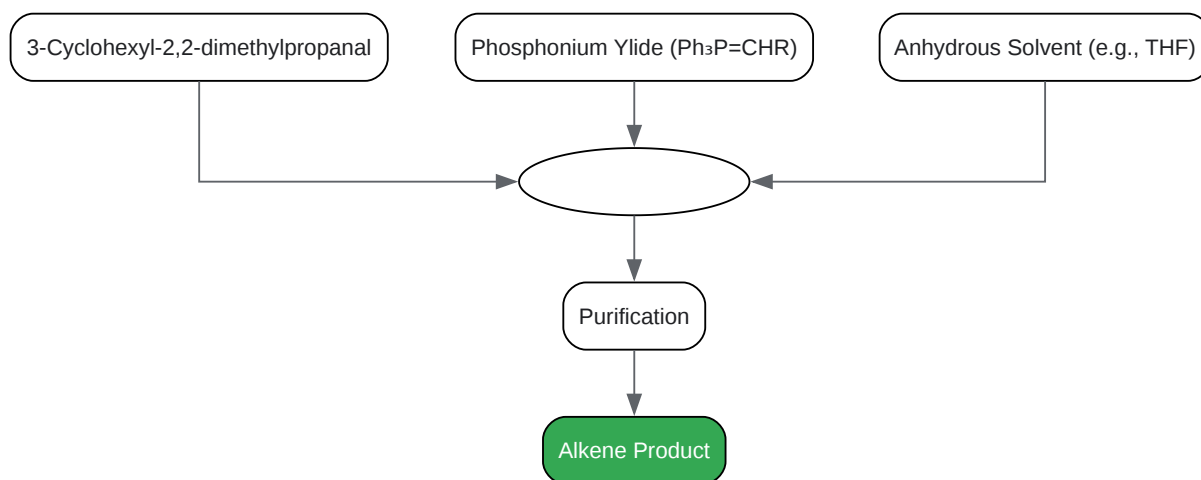 3-Cyclohexyl-2,2-dimethylpropanal
Phosphonium Ylide (Ph₃P=CHR)
Anhydrous Solvent (e.g., THF)
Purification
Alkene Product